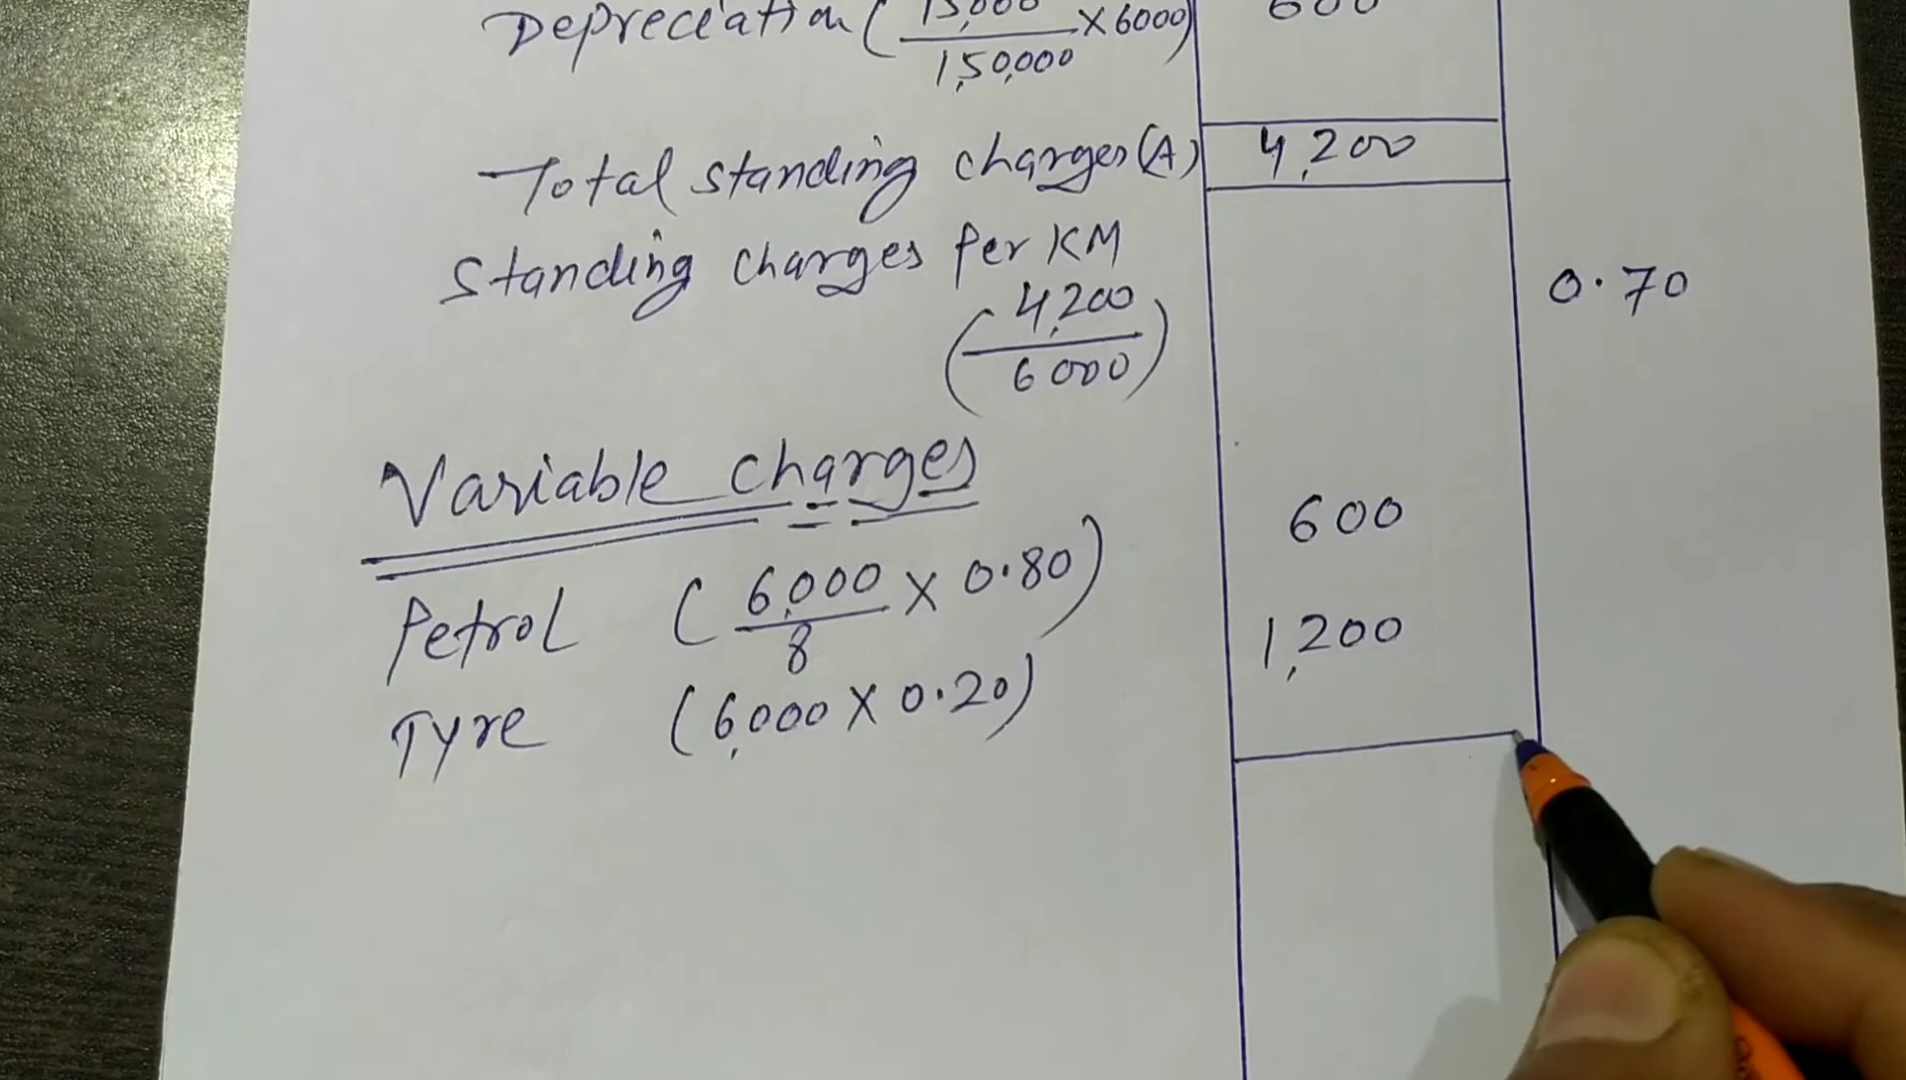 Depreciation ( 15,000 / 1,50,000 × 6000) 600
Total standing charges (A) 4,200
Standing charges Per KM 0.70
( 4,200 / 6000 )
Variable charges
Petrol ( 6,000 / 8 × 0.80) 600
Tyre (6,000 × 0.20) 1,200